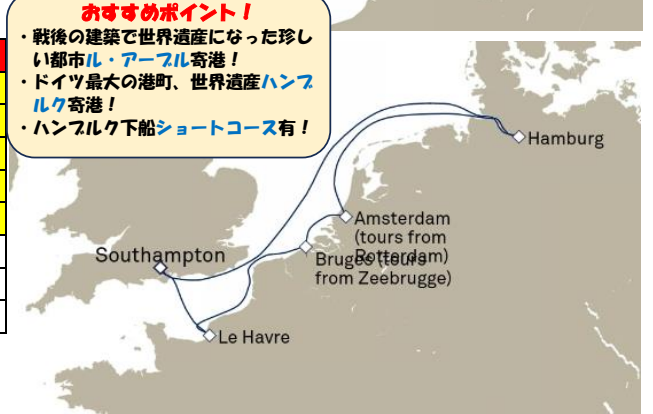 おすすめポイント！
・戦後の建築で世界遺産になった珍し
い都市ル・アーブル寄港！
・ドイツ最大の港町、世界遺産ハンブ
ルク寄港！
・ハンブルク下船ショートコース有！
Hamburg
Amsterdam
(tours from
Rotterdam)
Southampton
Bruges (tours
from Zeebrugge)
Le Havre